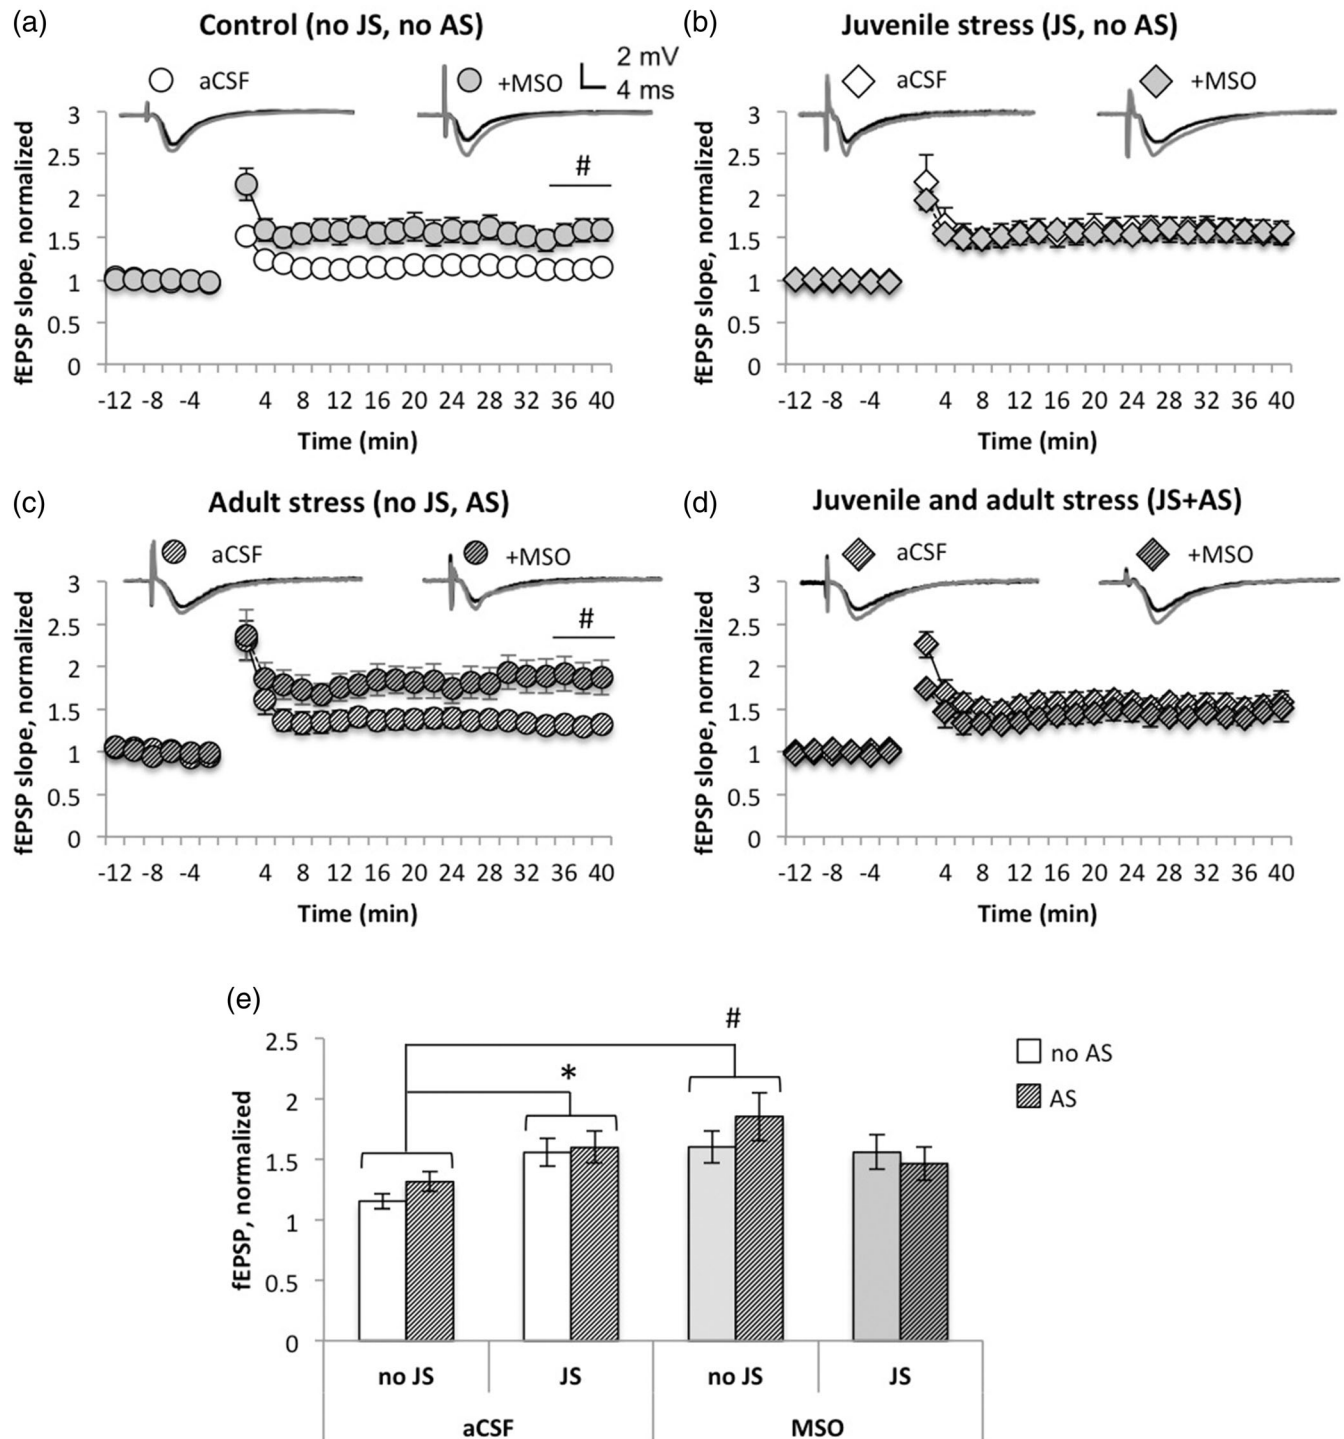 (a)
Control (no JS, no AS)
aCSF
+MSO
2 mV
4 ms
#
fEPSP slope, normalized
3
2.5
2
1.5
1
0.5
0
-12 -8 -4 4 8 12 16 20 24 28 32 36 40
Time (min)
(b)
Juvenile stress (JS, no AS)
aCSF
+MSO
fEPSP slope, normalized
3
2.5
2
1.5
1
0.5
0
-12 -8 -4 4 8 12 16 20 24 28 32 36 40
Time (min)
(c)
Adult stress (no JS, AS)
aCSF
+MSO
#
fEPSP slope, normalized
3
2.5
2
1.5
1
0.5
0
-12 -8 -4 4 8 12 16 20 24 28 32 36 40
Time (min)
(d)
Juvenile and adult stress (JS+AS)
aCSF
+MSO
fEPSP slope, normalized
3
2.5
2
1.5
1
0.5
0
-12 -8 -4 4 8 12 16 20 24 28 32 36 40
Time (min)
(e)
#
*
no AS
AS
fEPSP, normalized
2.5
2
1.5
1
0.5
0
no JS JS no JS JS
aCSF MSO